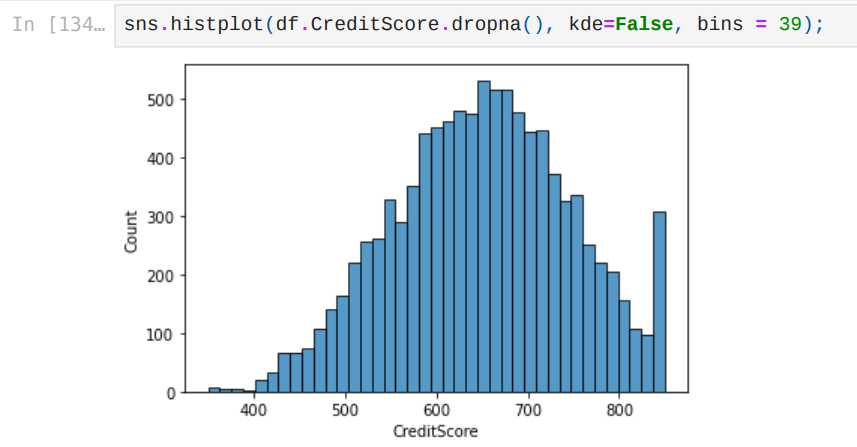 In [134… sns.histplot(df.CreditScore.dropna(), kde=False, bins = 39);
500
400
300
200
100
0
Count
400 500 600 700 800
CreditScore